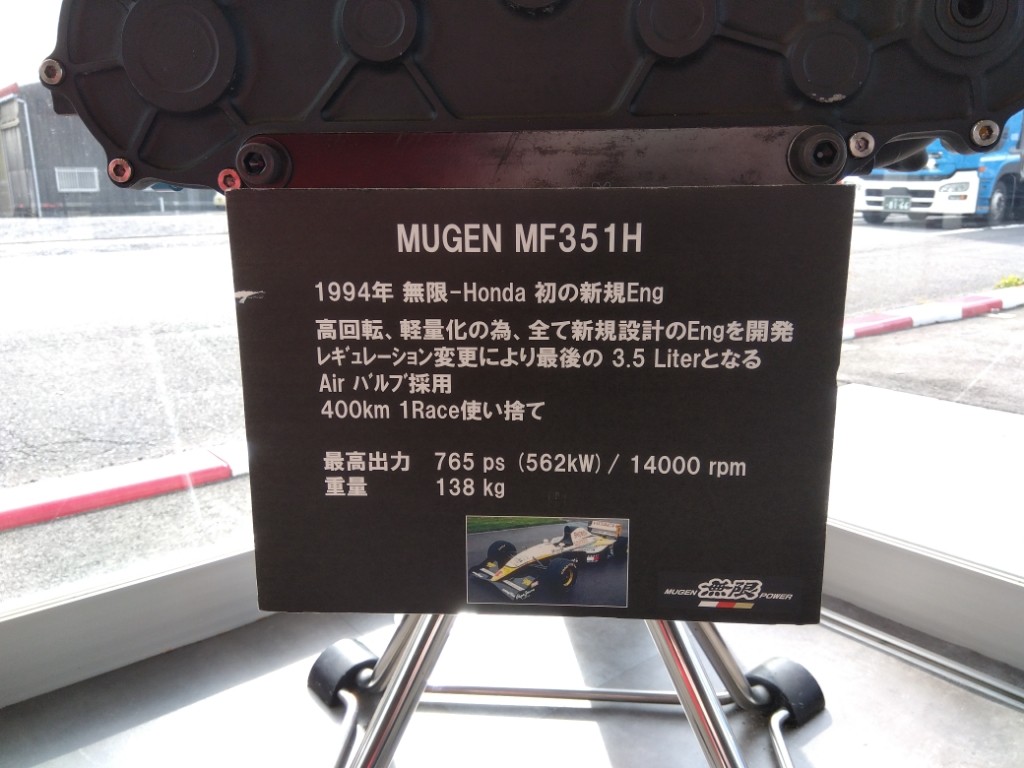 MUGEN MF351H
1994年 無限-Honda 初の新規Eng
高回転、軽量化の為、全て新規設計のEngを開発
ﾚｷﾞｭﾚｰｼｮﾝ変更により最後の 3.5 Literとなる
Air ﾊﾞﾙﾌﾞ採用
400km 1Race使い捨て
最高出力 765 ps (562kW) / 14000 rpm
重量 138 kg
MUGEN 無限 POWER